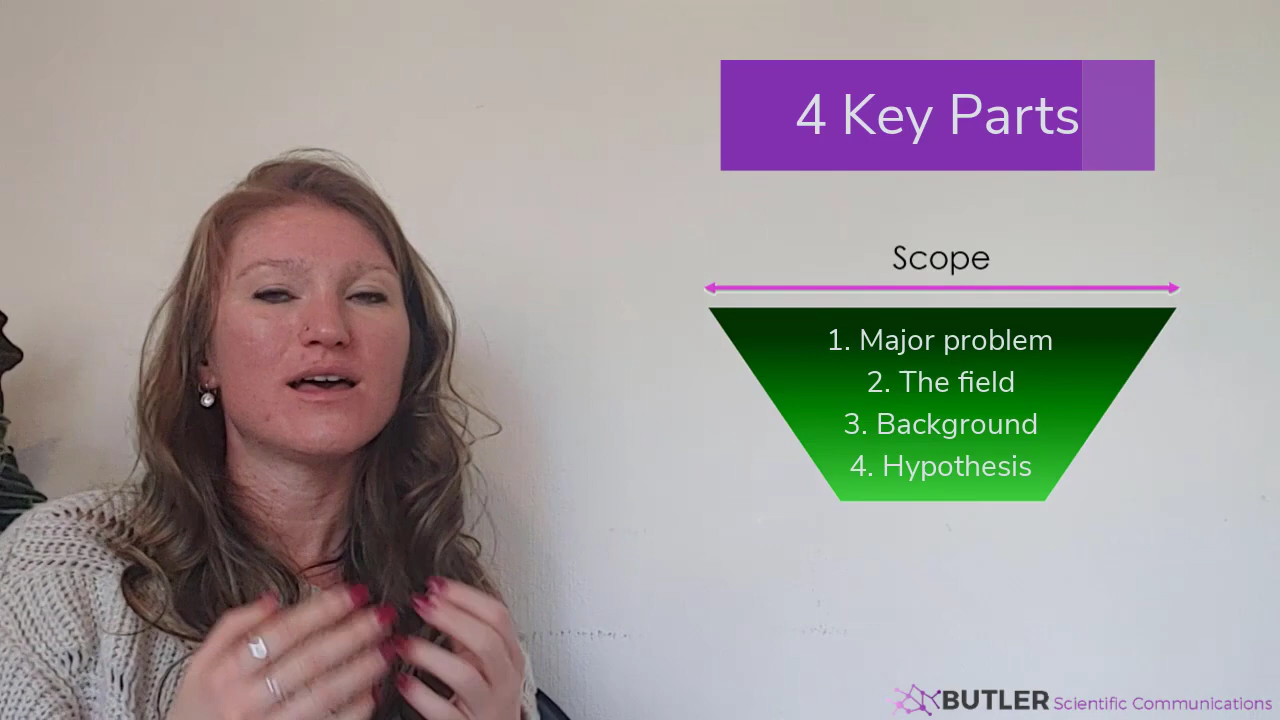 4 Key Parts
Scope
1. Major problem
2. The field
3. Background
4. Hypothesis
BUTLER Scientific Communications